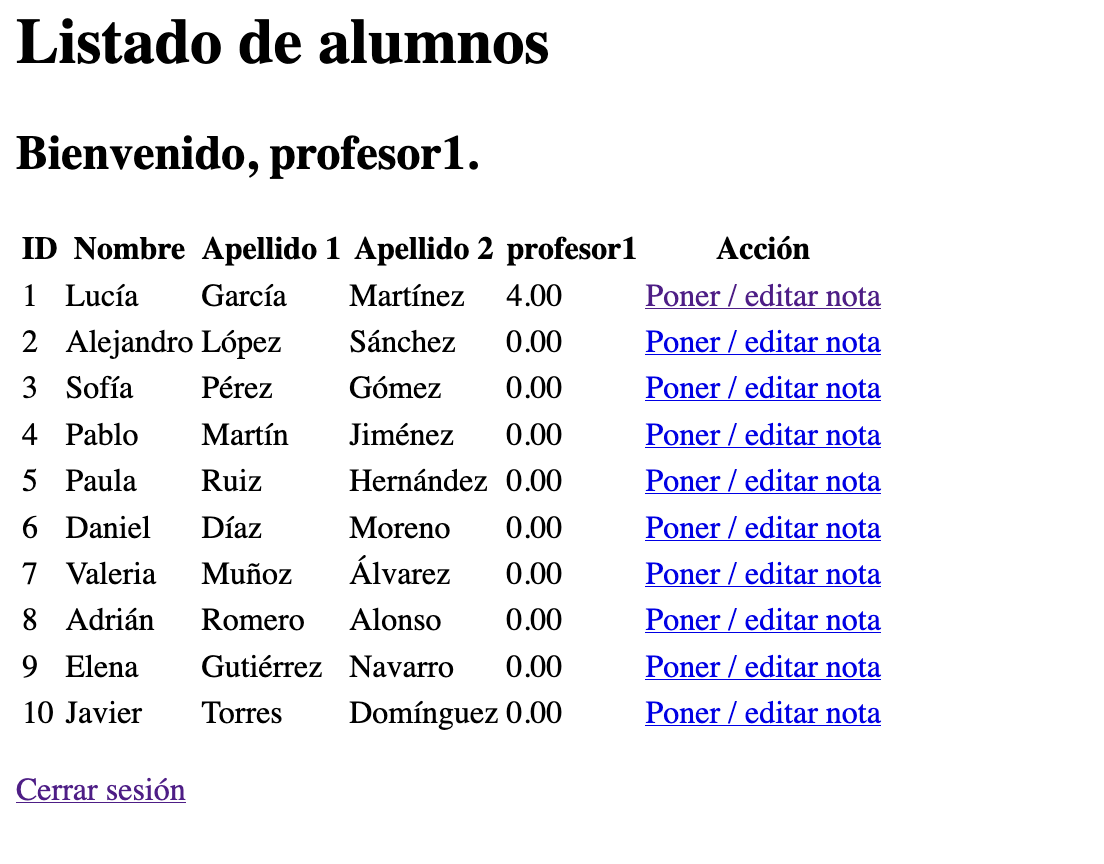 Listado de alumnos
Bienvenido, profesor1.
ID Nombre Apellido 1 Apellido 2 profesor1 Acción
1 Lucía García Martínez 4.00 Poner / editar nota
2 Alejandro López Sánchez 0.00 Poner / editar nota
3 Sofía Pérez Gómez 0.00 Poner / editar nota
4 Pablo Martín Jiménez 0.00 Poner / editar nota
5 Paula Ruiz Hernández 0.00 Poner / editar nota
6 Daniel Díaz Moreno 0.00 Poner / editar nota
7 Valeria Muñoz Álvarez 0.00 Poner / editar nota
8 Adrián Romero Alonso 0.00 Poner / editar nota
9 Elena Gutiérrez Navarro 0.00 Poner / editar nota
10 Javier Torres Domínguez 0.00 Poner / editar nota
Cerrar sesión